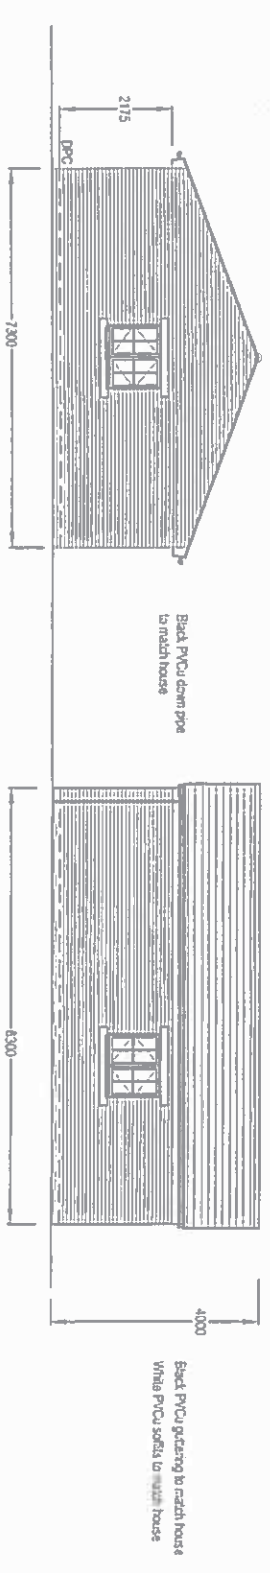 2175
DPC
7300
Black PVCu down pipe
to match house
6300
4000
Black PVCu guttering to match house
White PVCu soffits to match house